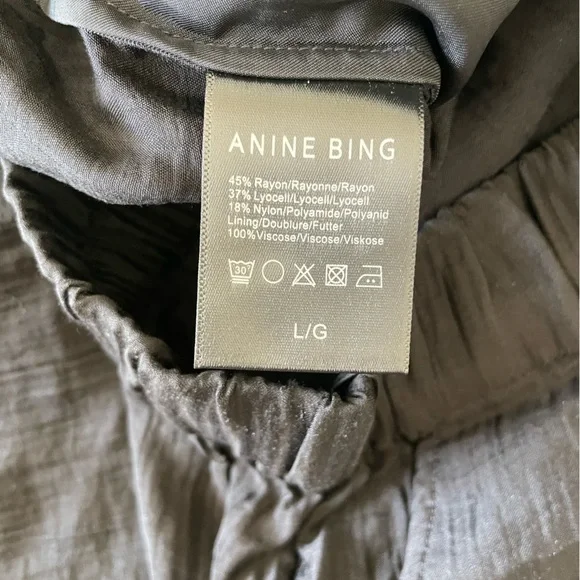 ANINE BING
45% Rayon/Rayonne/Rayon
37% Lyocell/Lyocell/Lyocell
18% Nylon/Polyamide/Polyanid
Lining/Doublure/Futter
100%Viscose/Viscose/Viskose
30°
L/G